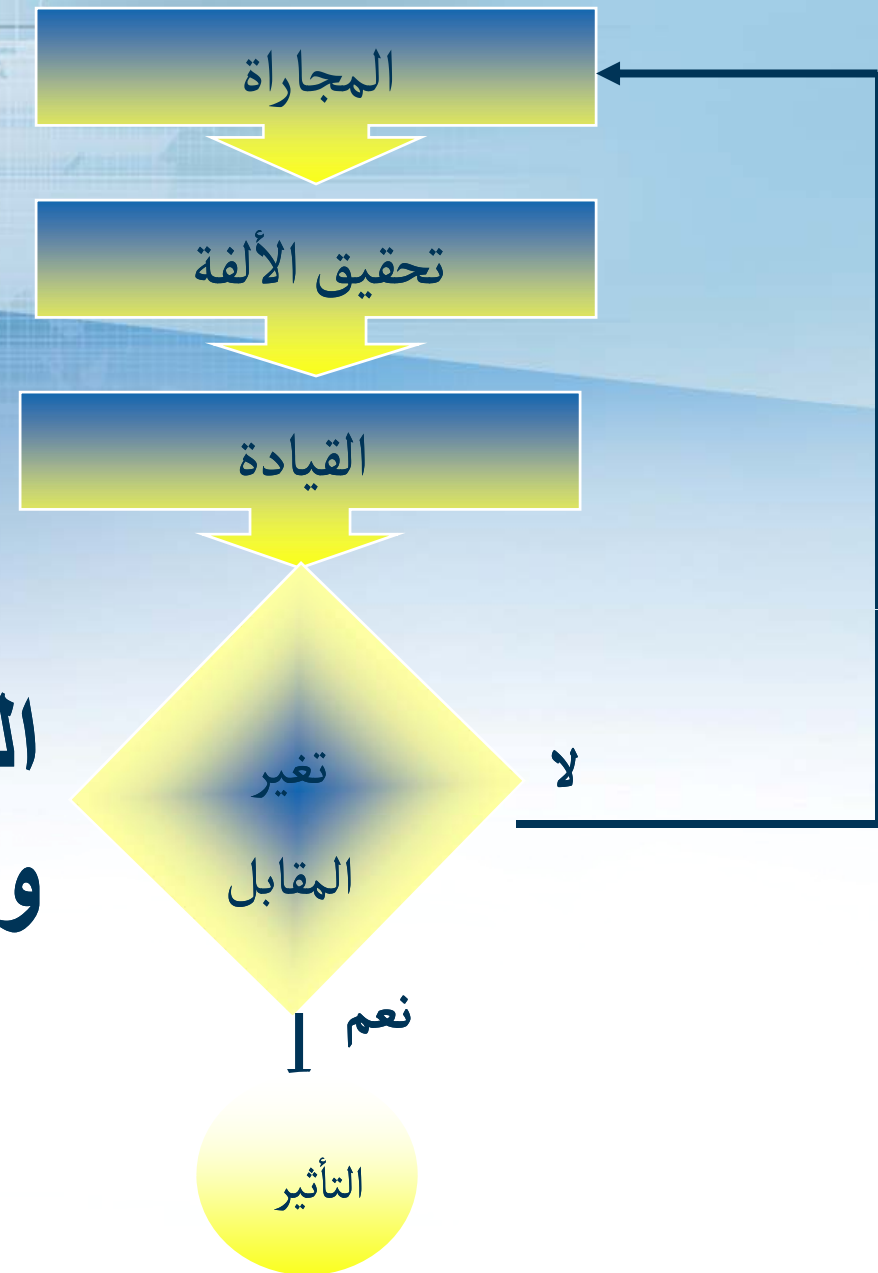 المجاراة
تحقيق الألفة
القيادة
تغير
المقابل
لا
نعم
التأثير